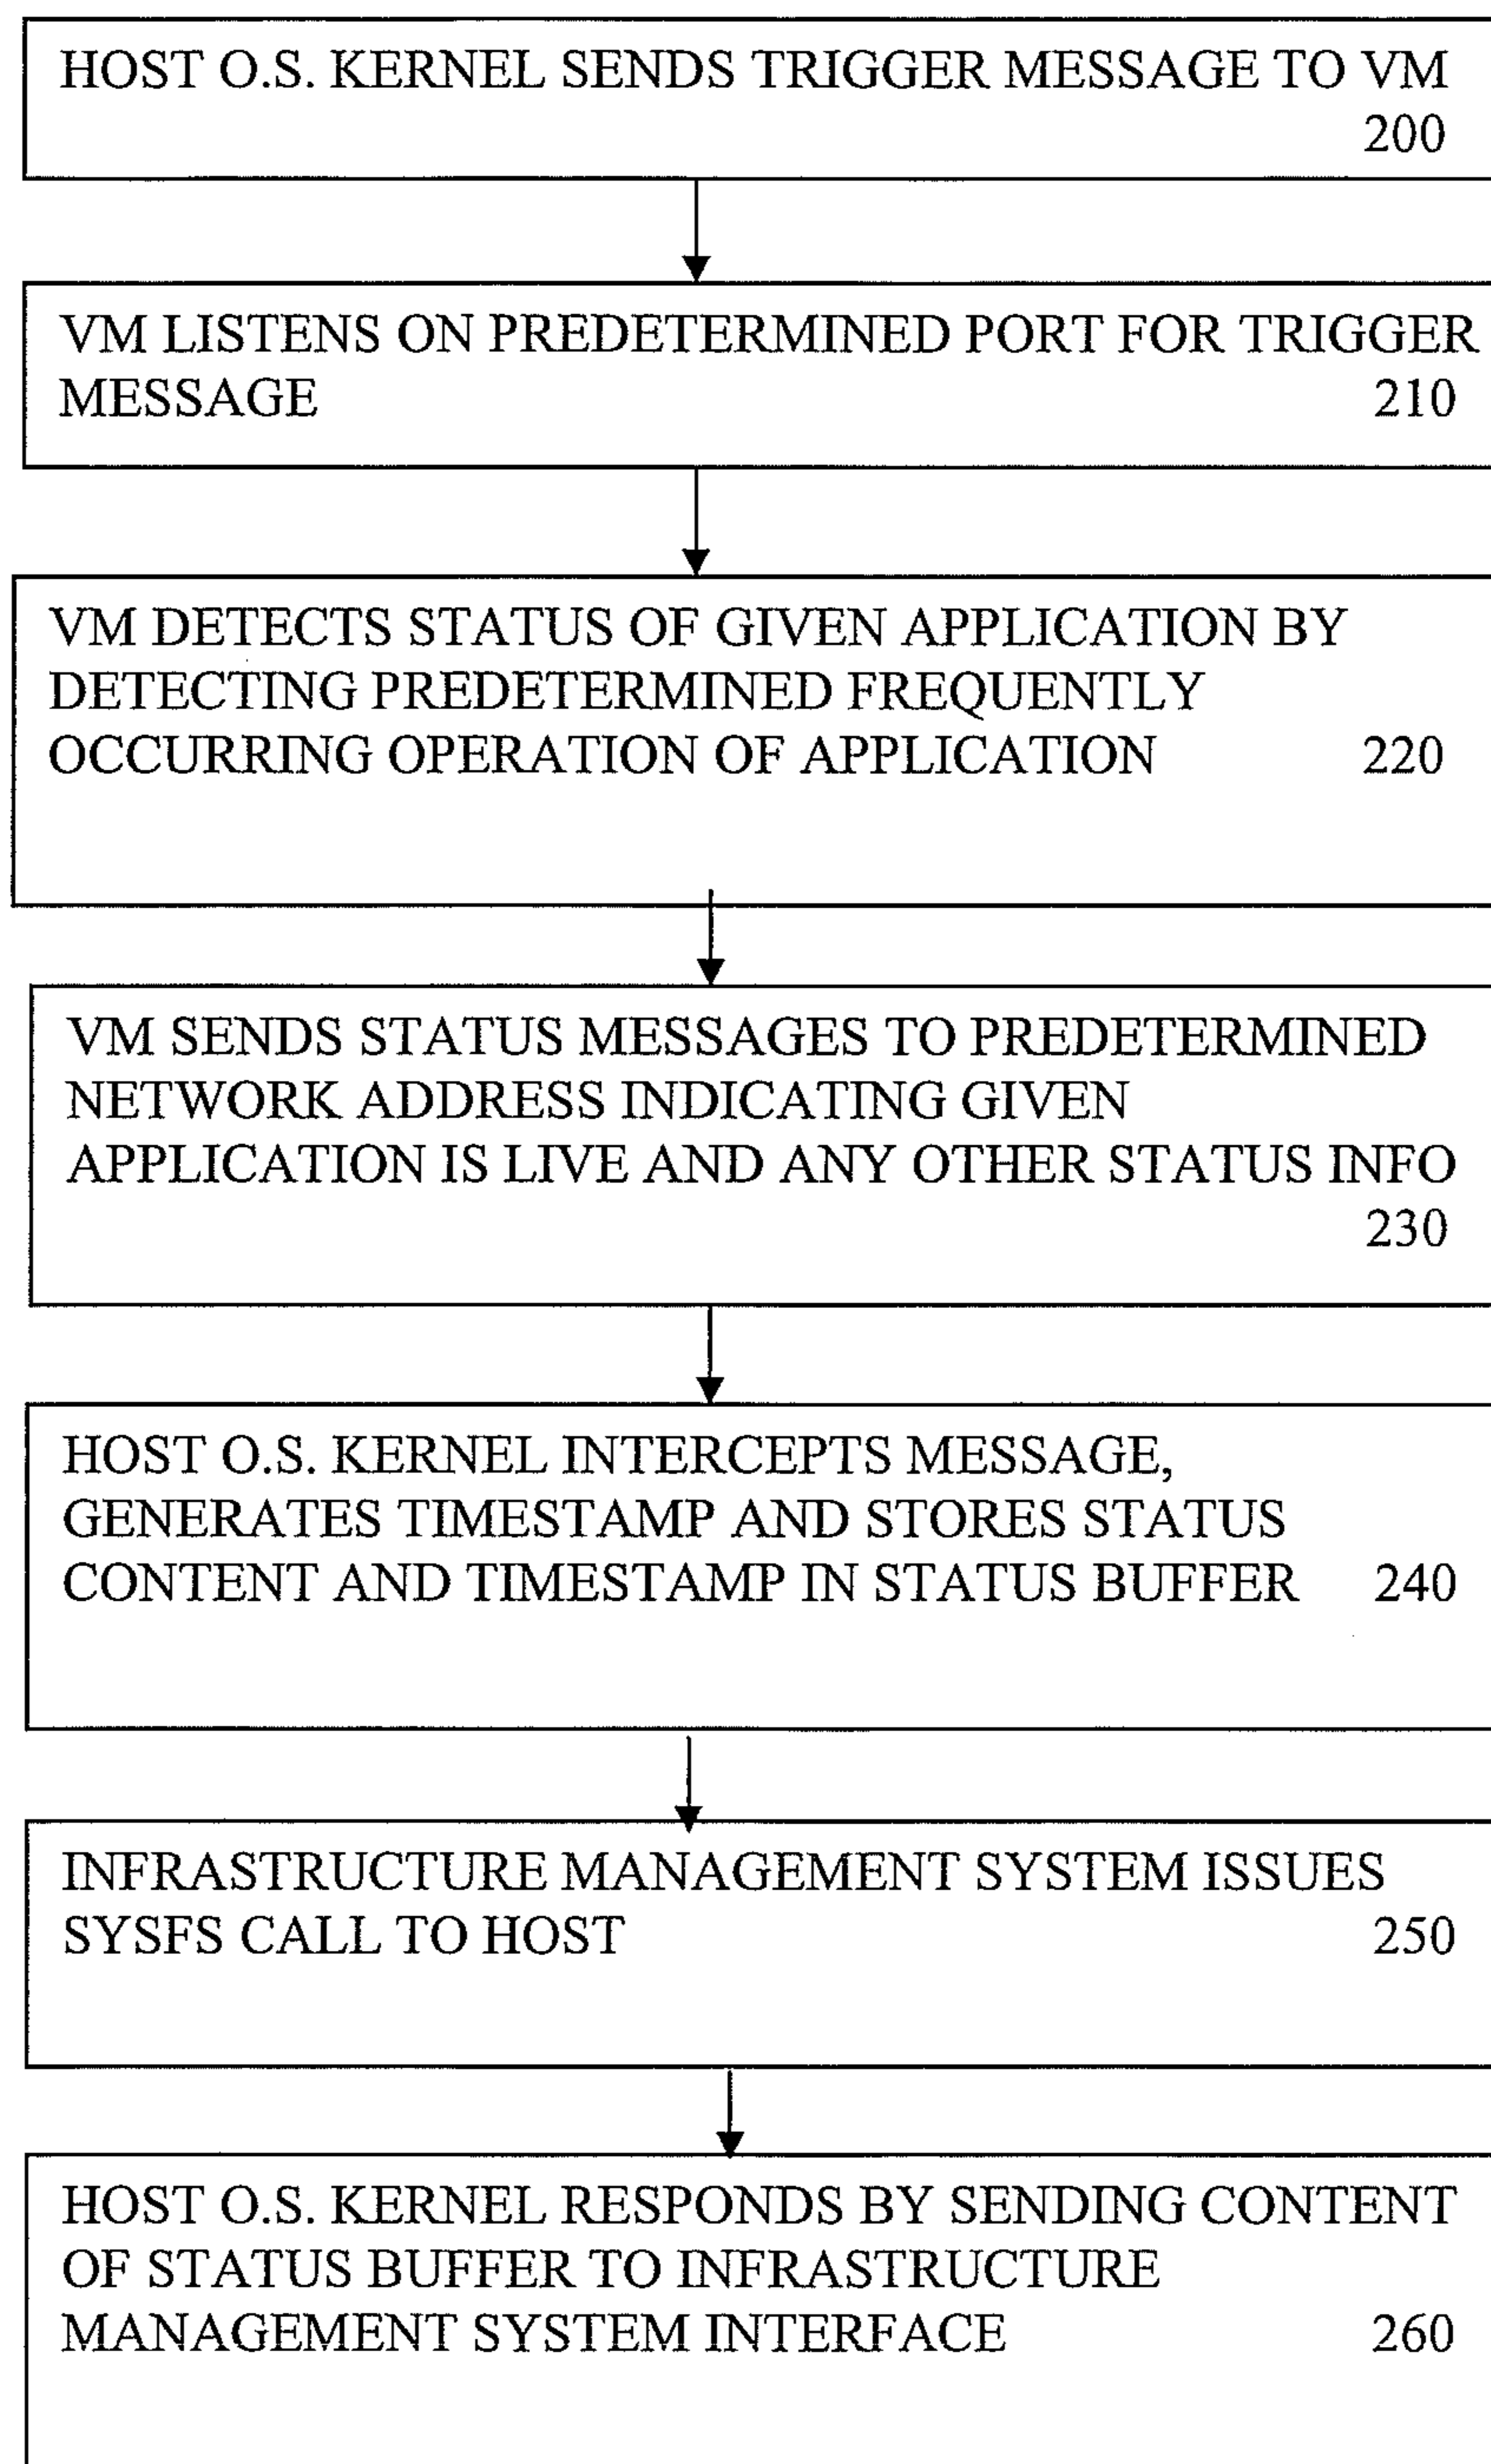 HOST O.S. KERNEL SENDS TRIGGER MESSAGE TO VM
200
VM LISTENS ON PREDETERMINED PORT FOR TRIGGER
MESSAGE 210
VM DETECTS STATUS OF GIVEN APPLICATION BY
DETECTING PREDETERMINED FREQUENTLY
OCCURRING OPERATION OF APPLICATION 220
VM SENDS STATUS MESSAGES TO PREDETERMINED
NETWORK ADDRESS INDICATING GIVEN
APPLICATION IS LIVE AND ANY OTHER STATUS INFO
230
HOST O.S. KERNEL INTERCEPTS MESSAGE,
GENERATES TIMESTAMP AND STORES STATUS
CONTENT AND TIMESTAMP IN STATUS BUFFER 240
INFRASTRUCTURE MANAGEMENT SYSTEM ISSUES
SYSFS CALL TO HOST 250
HOST O.S. KERNEL RESPONDS BY SENDING CONTENT
OF STATUS BUFFER TO INFRASTRUCTURE
MANAGEMENT SYSTEM INTERFACE 260